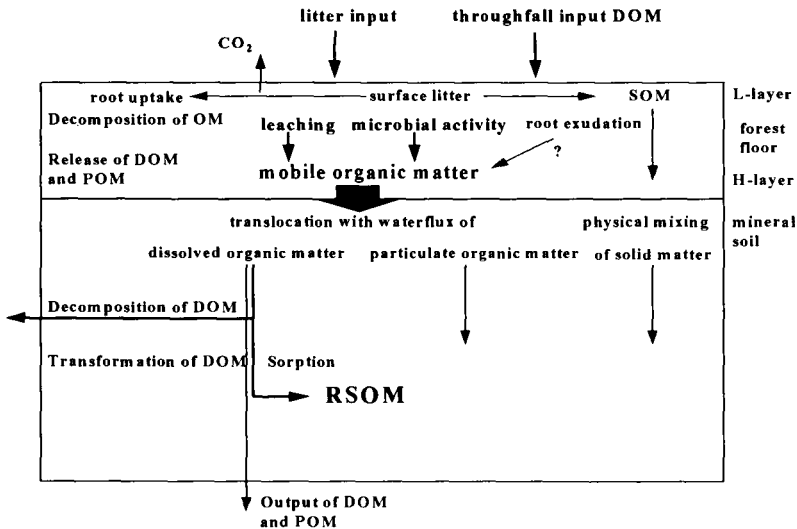 litter input
throughfall input DOM
CO2
root uptake
surface litter
SOM
L-layer
Decomposition of OM
leaching
microbial activity
root exudation
forest
floor
?
Release of DOM
and POM
mobile organic matter
H-layer
translocation with waterflux of
physical mixing
mineral
soil
dissolved organic matter
particulate organic matter
of solid matter
Decomposition of DOM
Transformation of DOM
Sorption
RSOM
Output of DOM
and POM